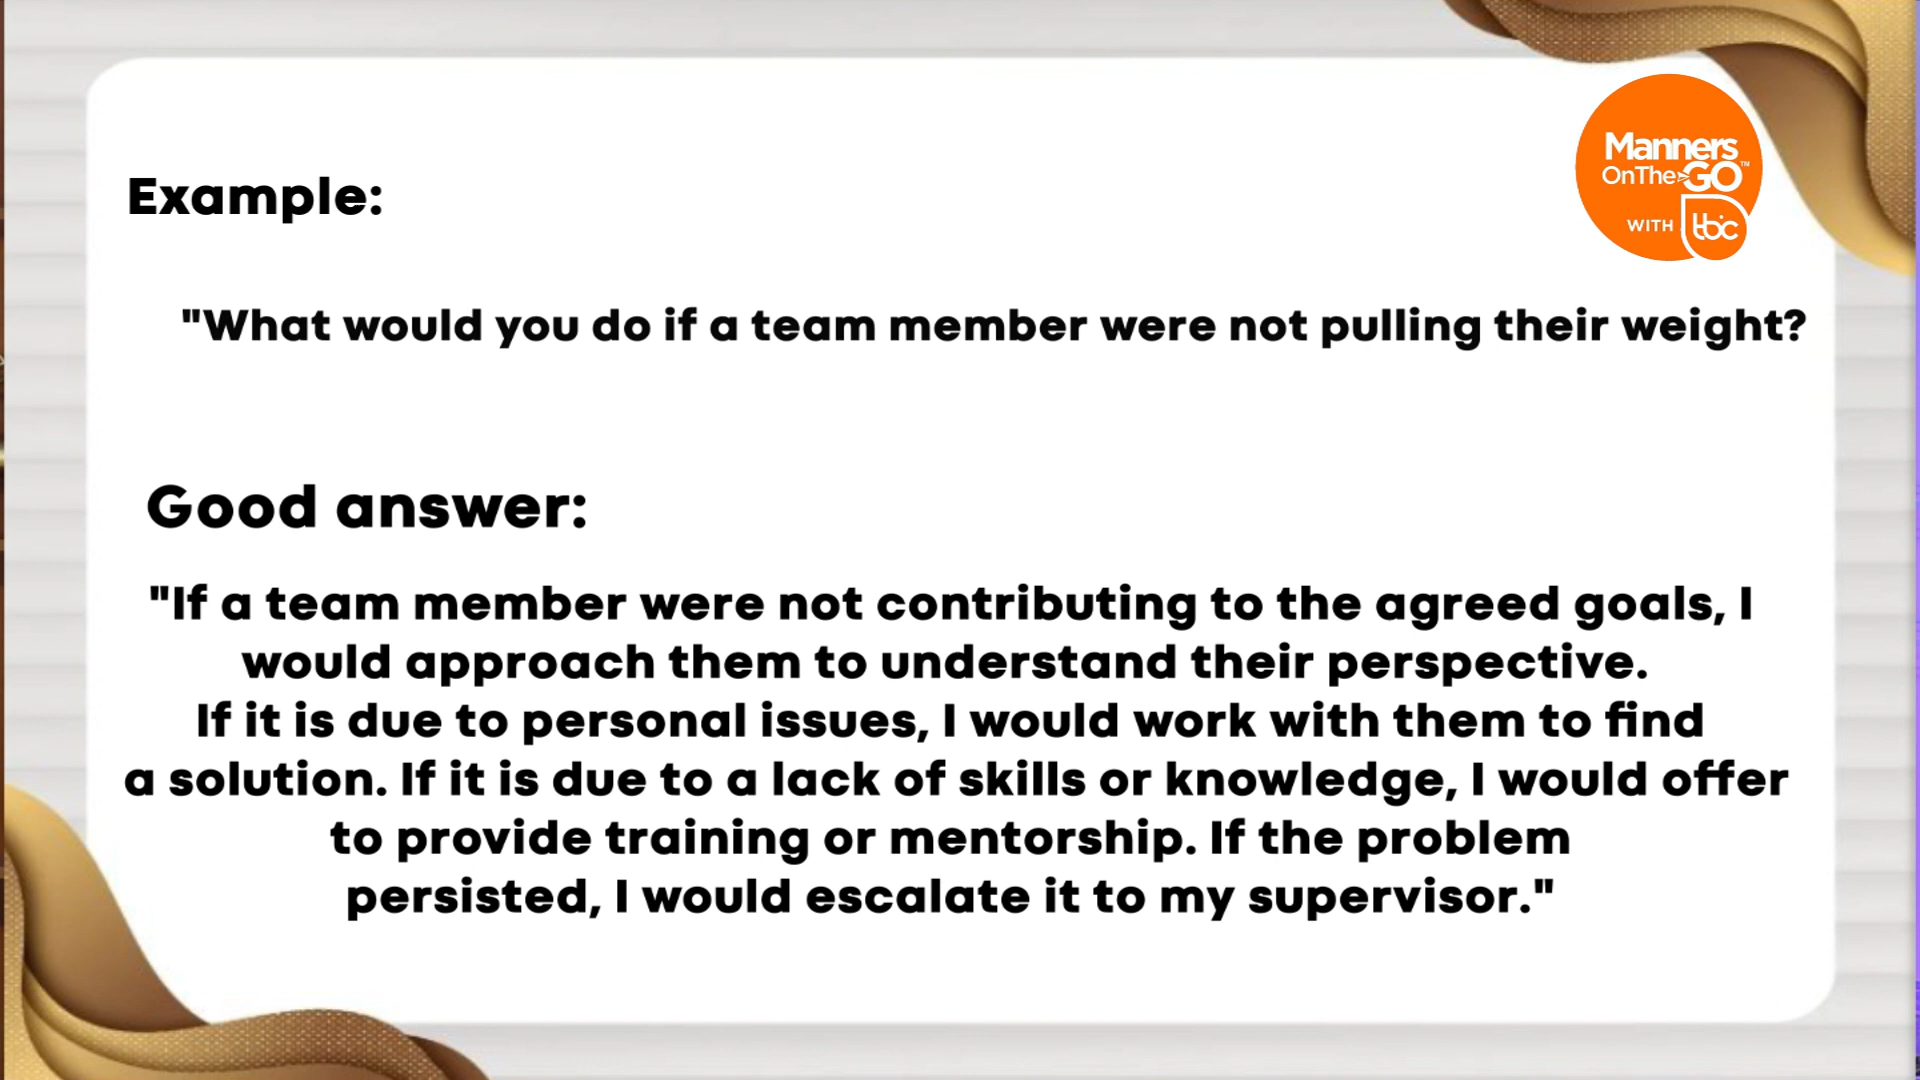 Manners
OnThe GO™
WITH tbc
Example:
"What would you do if a team member were not pulling their weight?
Good answer:
"If a team member were not contributing to the agreed goals, I
would approach them to understand their perspective.
If it is due to personal issues, I would work with them to find
a solution. If it is due to a lack of skills or knowledge, I would offer
to provide training or mentorship. If the problem
persisted, I would escalate it to my supervisor."